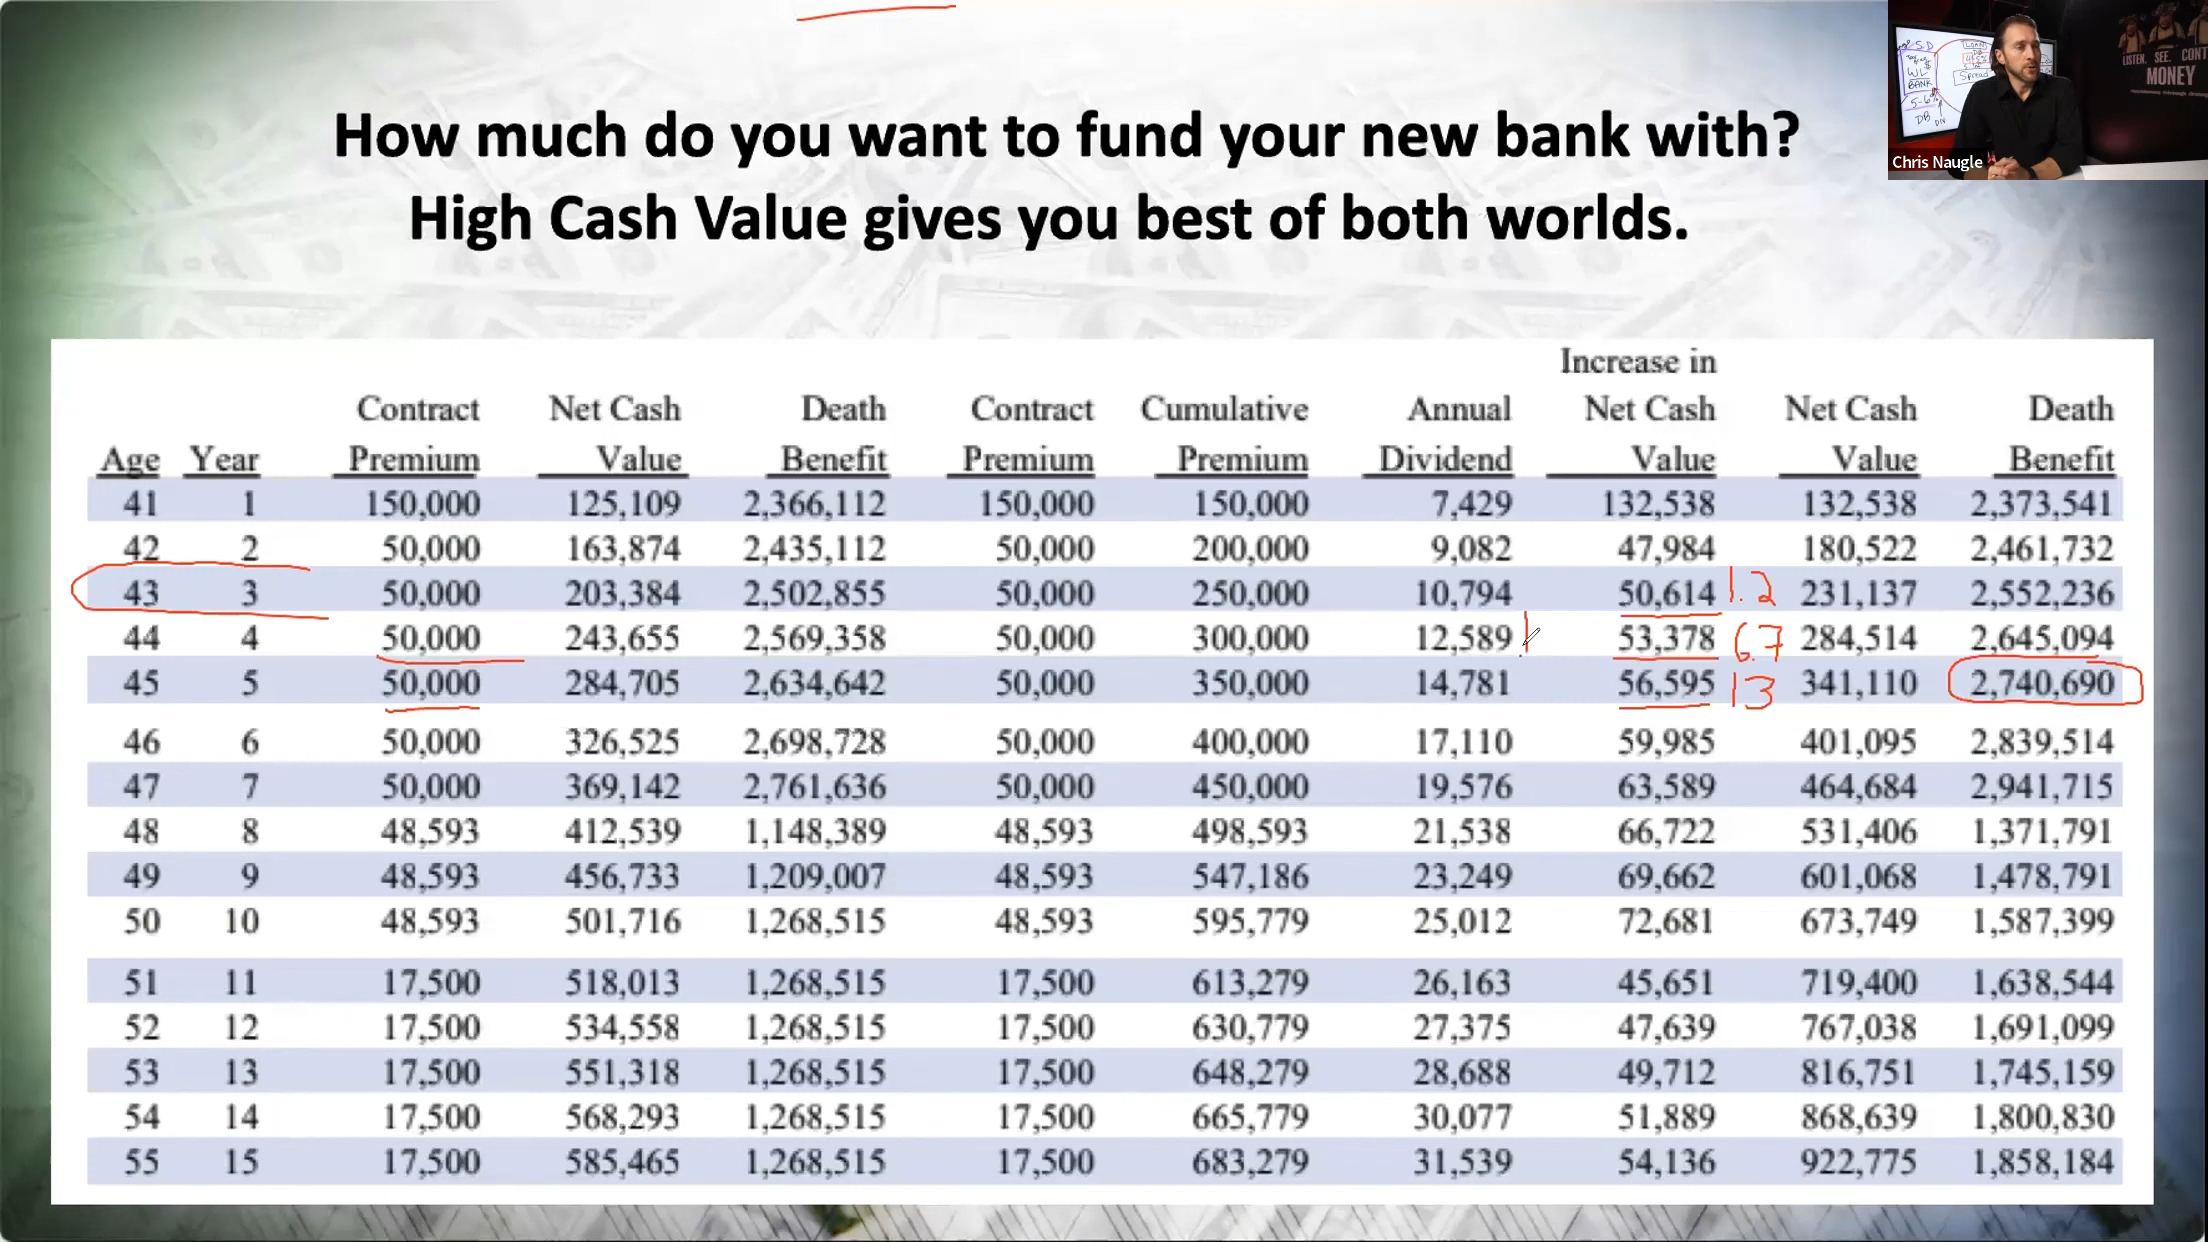 How much do you want to fund your new bank with?
High Cash Value gives you best of both worlds.
LISTEN. SEE. CONT
MONEY
SD
LOAN
WL
BANK
Spread
5-6%
DB
DIV
Chris Naugle
Increase in
Contract Net Cash Death Contract Cumulative Annual Net Cash Net Cash Death
Age Year Premium Value Benefit Premium Premium Dividend Value Value Benefit
41 1 150,000 125,109 2,366,112 150,000 150,000 7,429 132,538 132,538 2,373,541
42 2 50,000 163,874 2,435,112 50,000 200,000 9,082 47,984 180,522 2,461,732
43 3 50,000 203,384 2,502,855 50,000 250,000 10,794 50,614 1.2 231,137 2,552,236
44 4 50,000 243,655 2,569,358 50,000 300,000 12,589 53,378 6.7 284,514 2,645,094
45 5 50,000 284,705 2,634,642 50,000 350,000 14,781 56,595 13 341,110 2,740,690
46 6 50,000 326,525 2,698,728 50,000 400,000 17,110 59,985 401,095 2,839,514
47 7 50,000 369,142 2,761,636 50,000 450,000 19,576 63,589 464,684 2,941,715
48 8 48,593 412,539 1,148,389 48,593 498,593 21,538 66,722 531,406 1,371,791
49 9 48,593 456,733 1,209,007 48,593 547,186 23,249 69,662 601,068 1,478,791
50 10 48,593 501,716 1,268,515 48,593 595,779 25,012 72,681 673,749 1,587,399
51 11 17,500 518,013 1,268,515 17,500 613,279 26,163 45,651 719,400 1,638,544
52 12 17,500 534,558 1,268,515 17,500 630,779 27,375 47,639 767,038 1,691,099
53 13 17,500 551,318 1,268,515 17,500 648,279 28,688 49,712 816,751 1,745,159
54 14 17,500 568,293 1,268,515 17,500 665,779 30,077 51,889 868,639 1,800,830
55 15 17,500 585,465 1,268,515 17,500 683,279 31,539 54,136 922,775 1,858,184